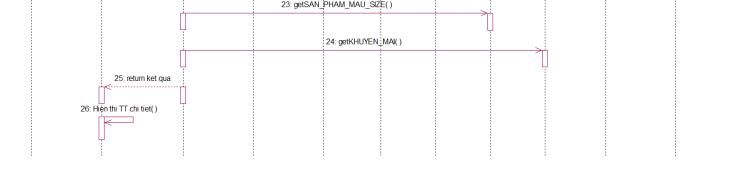 23: getSAN_PHAM_MAU_SIZE( )
24: getKHUYEN_MAI( )
25: return ket qua
26: Hien thi TT chi tiet( )